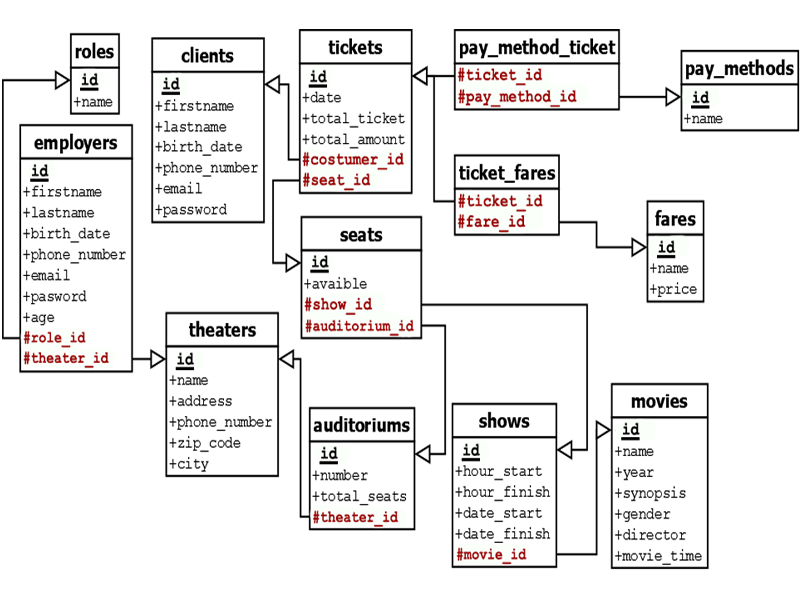 roles
id
+name
employers
id
+firstname
+lastname
+birth_date
+phone_number
+email
+pasword
+age
#role_id
#theater_id
clients
id
+firstname
+lastname
+birth_date
+phone_number
+email
+password
tickets
id
+date
+total_ticket
+total_amount
#costumer_id
#seat_id
pay_method_ticket
#ticket_id
#pay_method_id
pay_methods
id
+name
ticket_fares
#ticket_id
#fare_id
fares
id
+name
+price
seats
id
+avaible
#show_id
#auditorium_id
theaters
id
+name
+address
+phone_number
+zip_code
+city
auditoriums
id
+number
+total_seats
#theater_id
shows
id
+hour_start
+hour_finish
+date_start
+date_finish
#movie_id
movies
id
+name
+year
+synopsis
+gender
+director
+movie_time